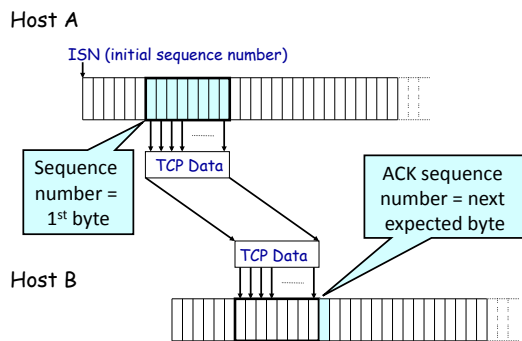 Host A
ISN (initial sequence number)
Sequence
number =
1st byte
TCP Data
ACK sequence
number = next
expected byte
TCP Data
Host B